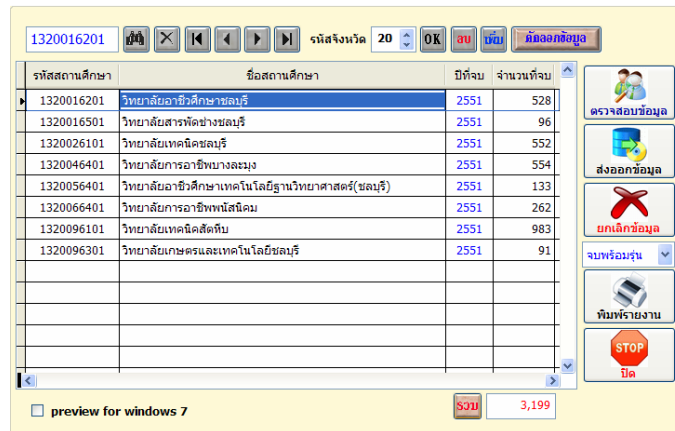 1320016201 รหัสจังหวัด 20 OK ลบ เพิ่ม คัดลอกข้อมูล
รหัสสถานศึกษา ชื่อสถานศึกษา ปีที่จบ จำนวนที่จบ
1320016201 วิทยาลัยอาชีวศึกษาชลบุรี 2551 528
1320016501 วิทยาลัยสารพัดช่างชลบุรี 2551 96
1320026101 วิทยาลัยเทคนิคชลบุรี 2551 552
1320046401 วิทยาลัยการอาชีพบางละมุง 2551 554
1320056401 วิทยาลัยอาชีวศึกษาเทคโนโลยีฐานวิทยาศาสตร์(ชลบุรี) 2551 133
1320066401 วิทยาลัยการอาชีพพนัสนิคม 2551 262
1320096101 วิทยาลัยเทคนิคสัตหีบ 2551 983
1320096301 วิทยาลัยเกษตรและเทคโนโลยีชลบุรี 2551 91
ตรวจสอบข้อมูล
ส่งออกข้อมูล
ยกเลิกข้อมูล
จบพร้อมรุ่น
พิมพ์รายงาน
STOP
ปิด
preview for windows 7 รวม 3,199